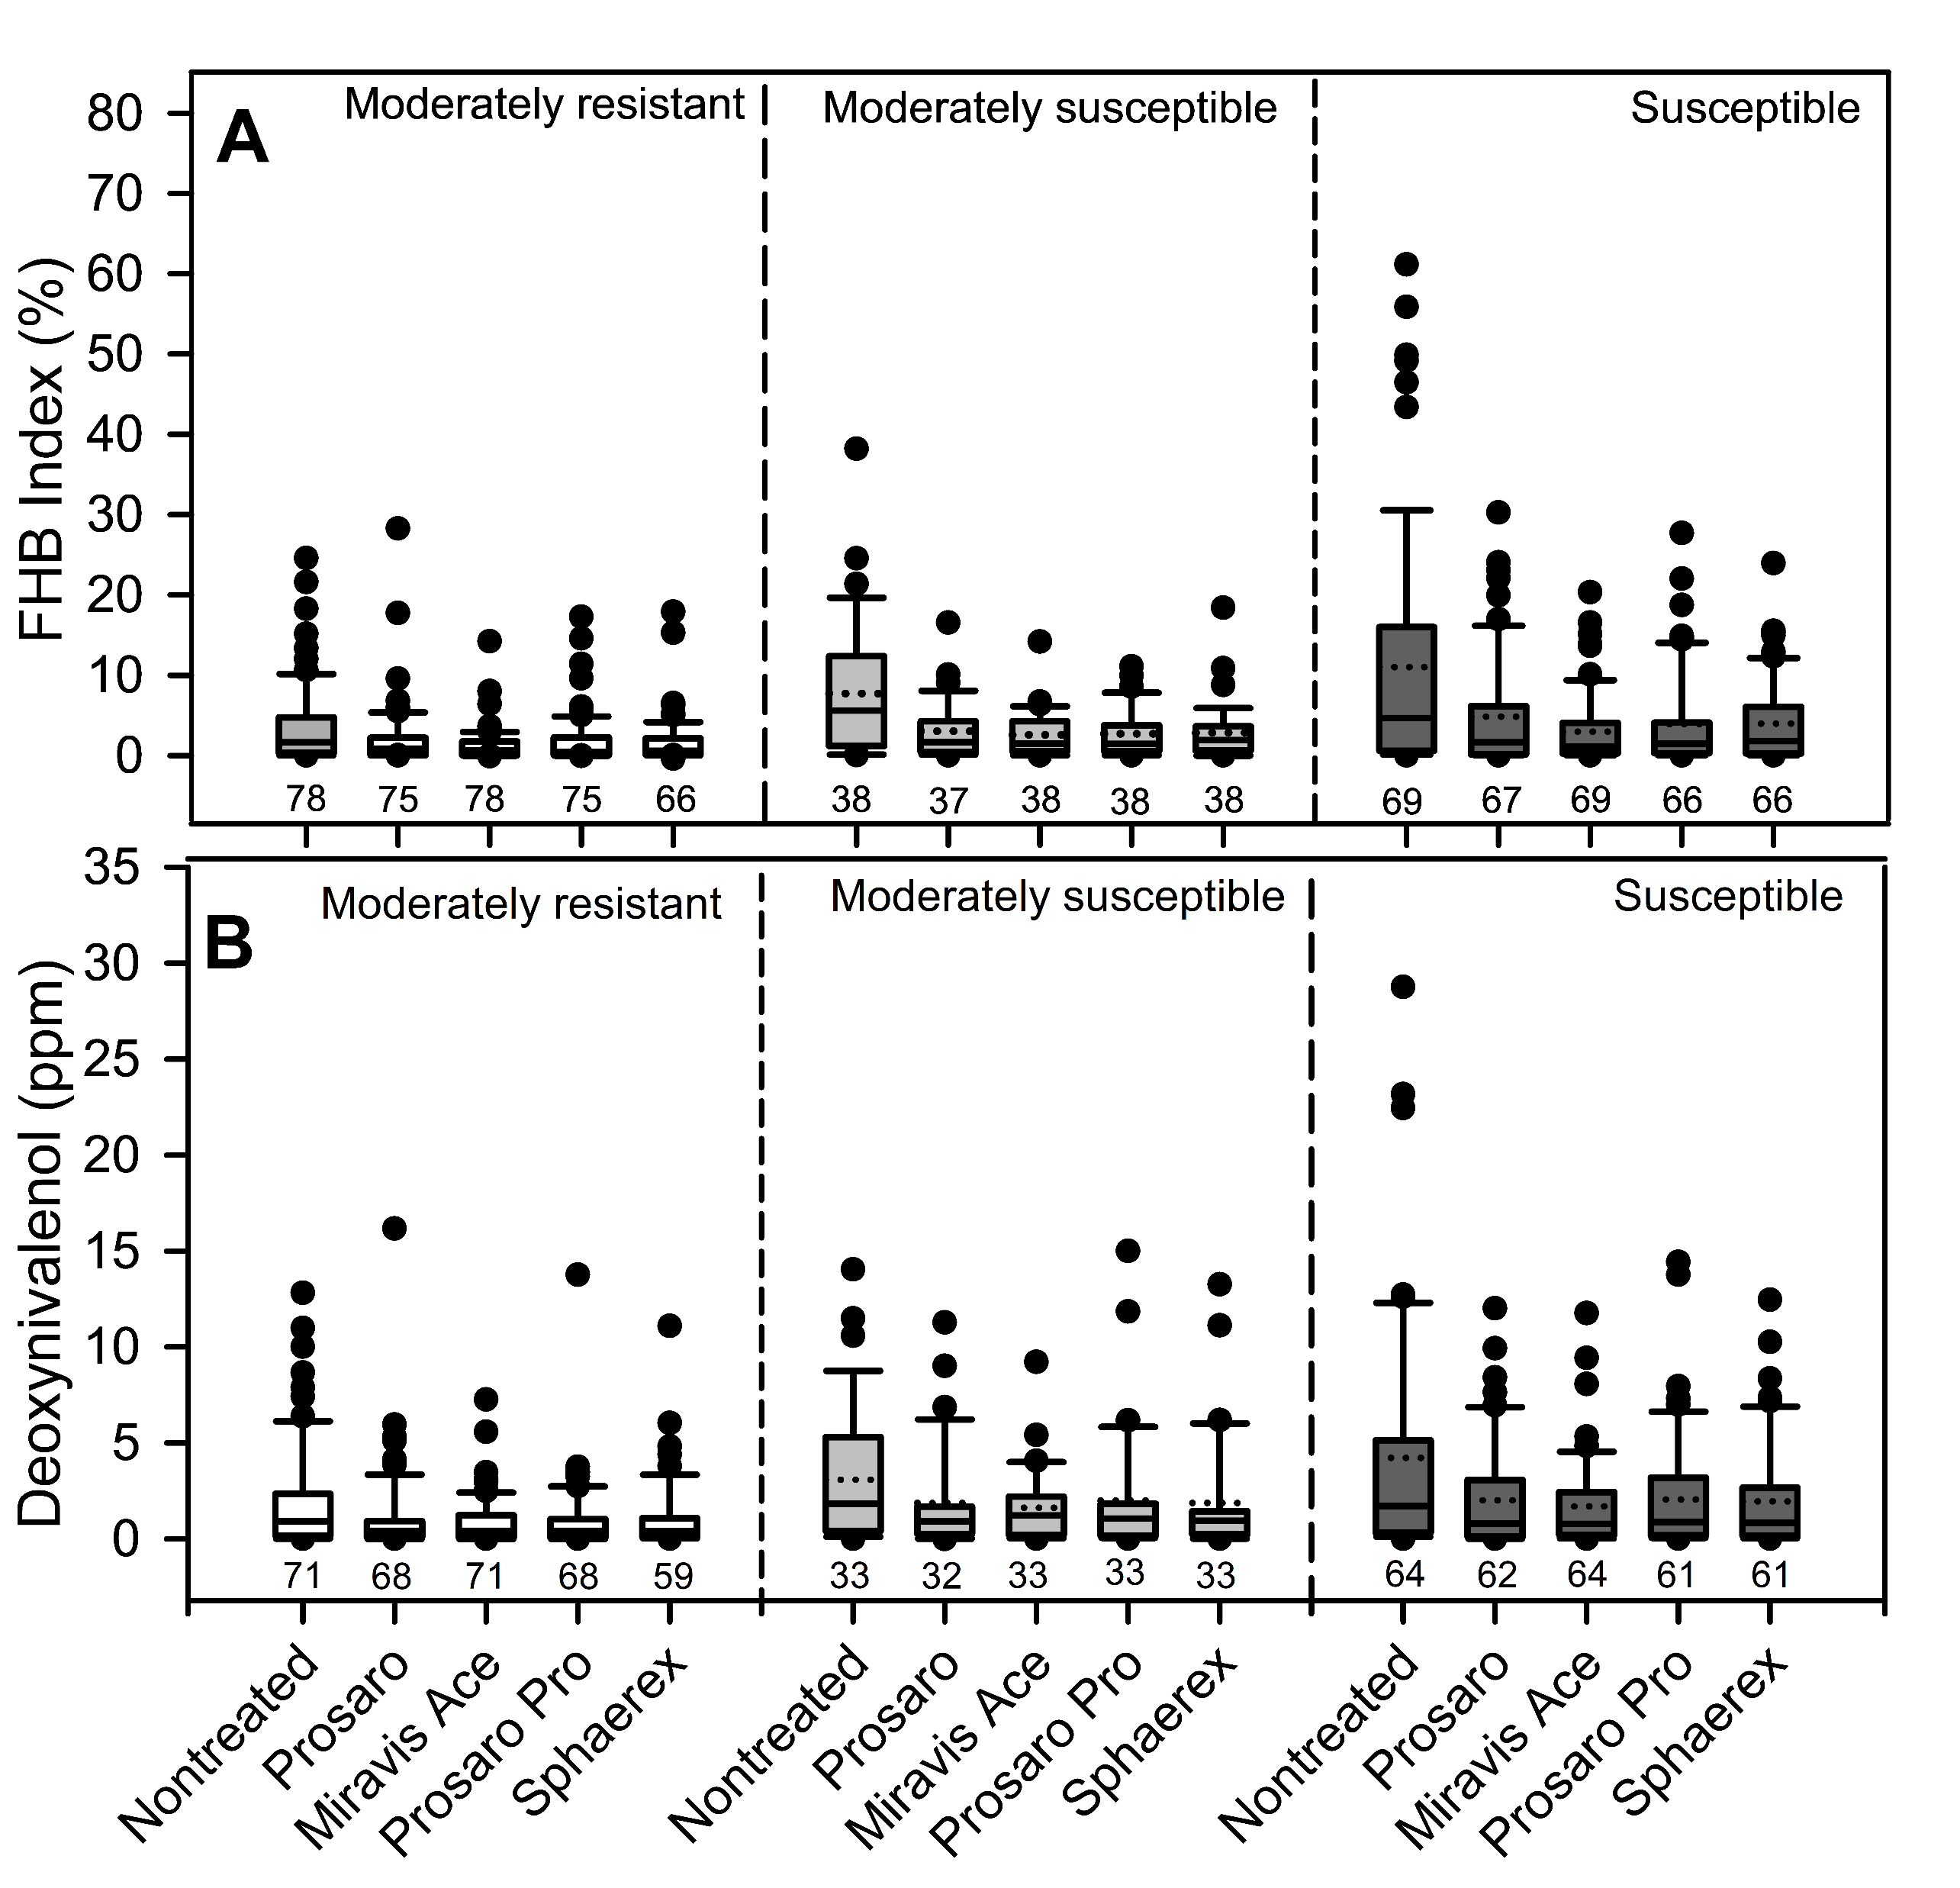 A
Moderately resistant
Moderately susceptible
Susceptible
FHB Index (%)
80
70
60
50
40
30
20
10
0
78 75 78 75 66 38 37 38 38 38 69 67 69 66 66
B
Moderately resistant
Moderately susceptible
Susceptible
Deoxynivalenol (ppm)
35
30
25
20
15
10
5
0
71 68 71 68 59 33 32 33 33 33 64 62 64 61 61
Nontreated
Prosaro
Miravis Ace
Prosaro Pro
Sphaerex
Nontreated
Prosaro
Miravis Ace
Prosaro Pro
Sphaerex
Nontreated
Prosaro
Miravis Ace
Prosaro Pro
Sphaerex